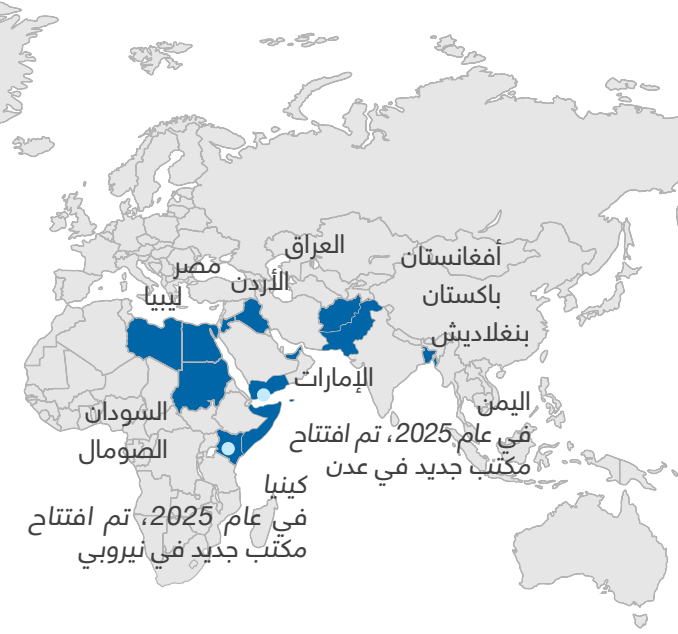 العراق
أفغانستان
مصر
الأردن
باكستان
ليبيا
بنغلاديش
الإمارات
اليمن
في عام 2025، تم افتتاح
مكتب جديد في عدن
السودان
الصومال
كينيا
في عام 2025، تم افتتاح
مكتب جديد في نيروبي